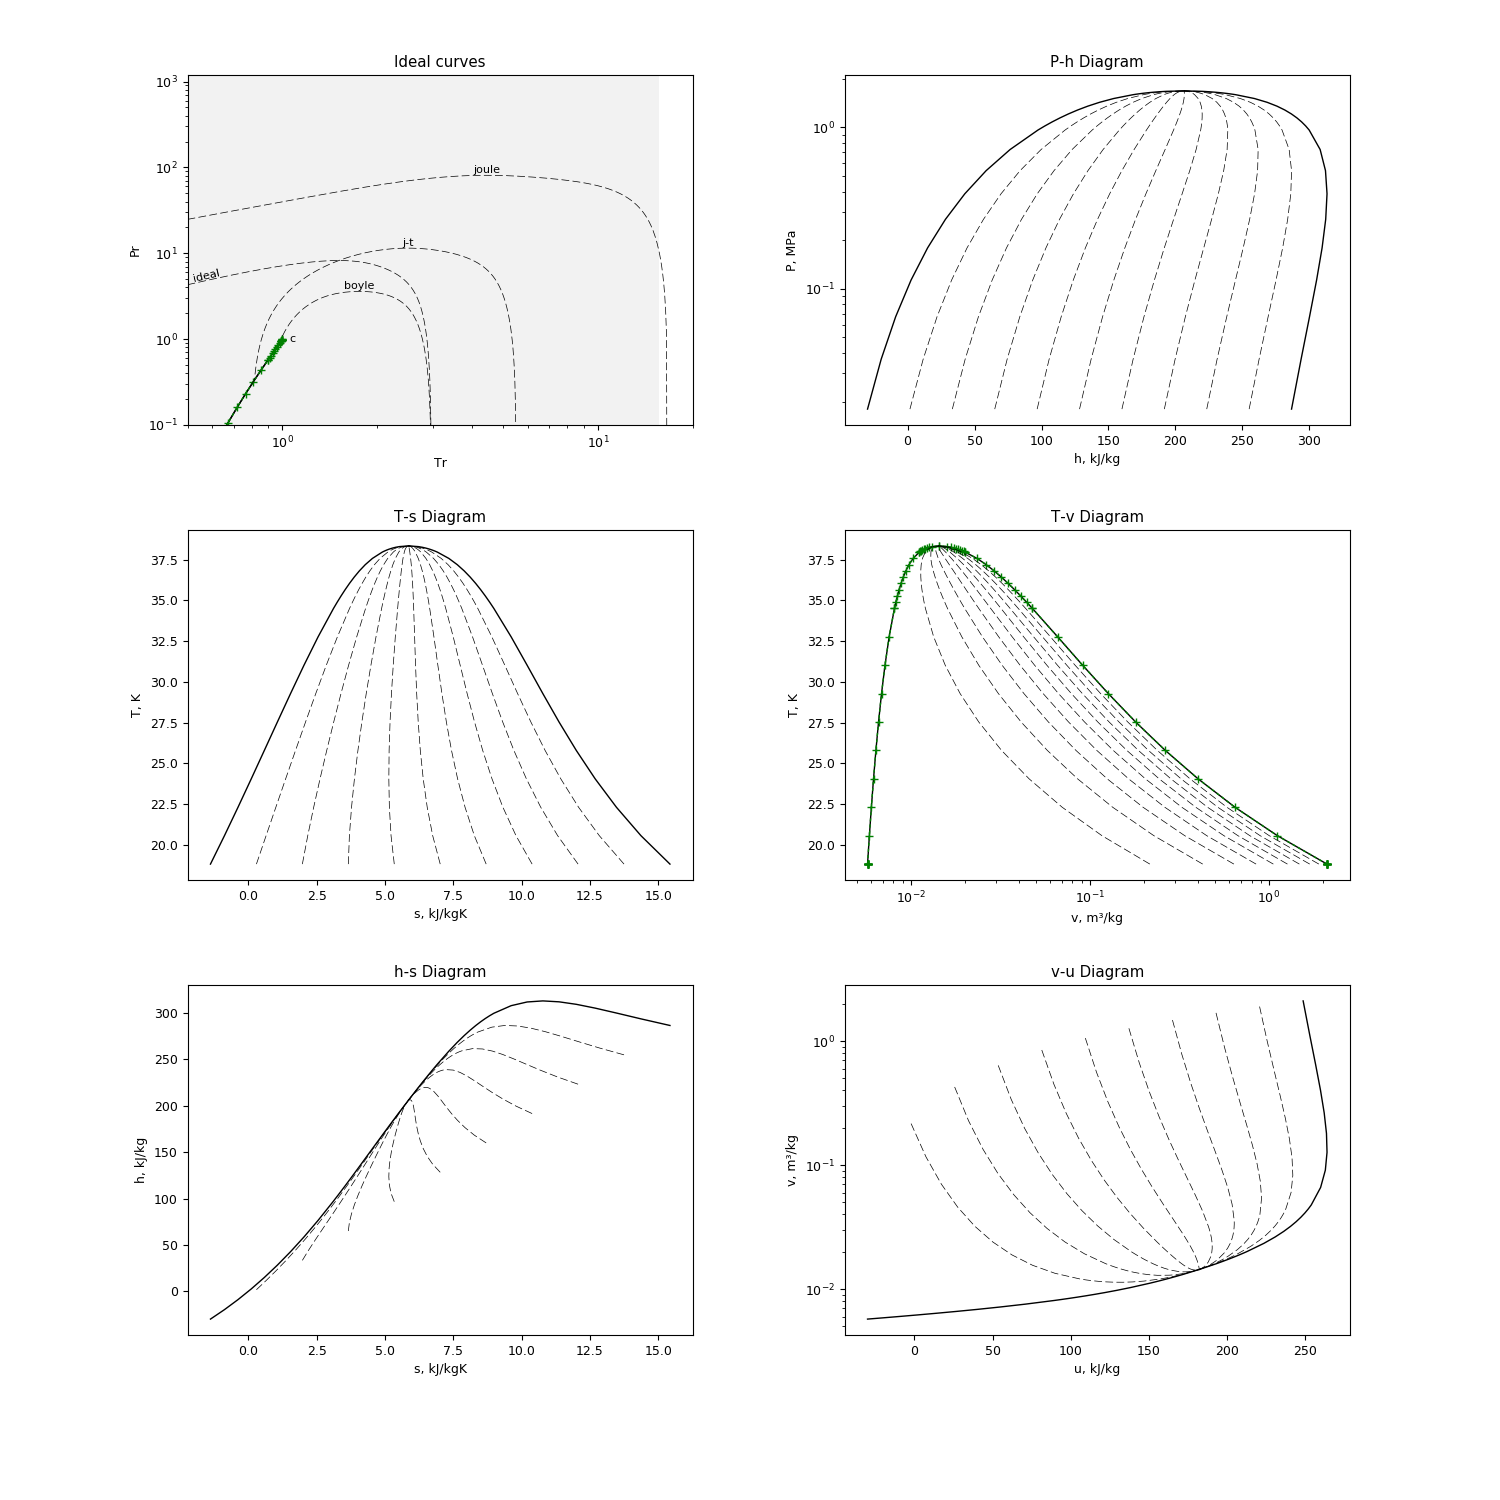 Ideal curves
10³
10²
10¹
10⁰
10⁻¹
Pr
joule
j-t
ideal
boyle
c
10⁰
10¹
Tr
P-h Diagram
10⁰
10⁻¹
P, MPa
0 50 100 150 200 250 300
h, kJ/kg
T-s Diagram
37.5
35.0
32.5
30.0
27.5
25.0
22.5
20.0
T, K
0.0 2.5 5.0 7.5 10.0 12.5 15.0
s, kJ/kgK
T-v Diagram
37.5
35.0
32.5
30.0
27.5
25.0
22.5
20.0
T, K
10⁻² 10⁻¹ 10⁰
v, m³/kg
h-s Diagram
300
250
200
150
100
50
0
h, kJ/kg
0.0 2.5 5.0 7.5 10.0 12.5 15.0
s, kJ/kgK
v-u Diagram
10⁰
10⁻¹
10⁻²
v, m³/kg
0 50 100 150 200 250
u, kJ/kg